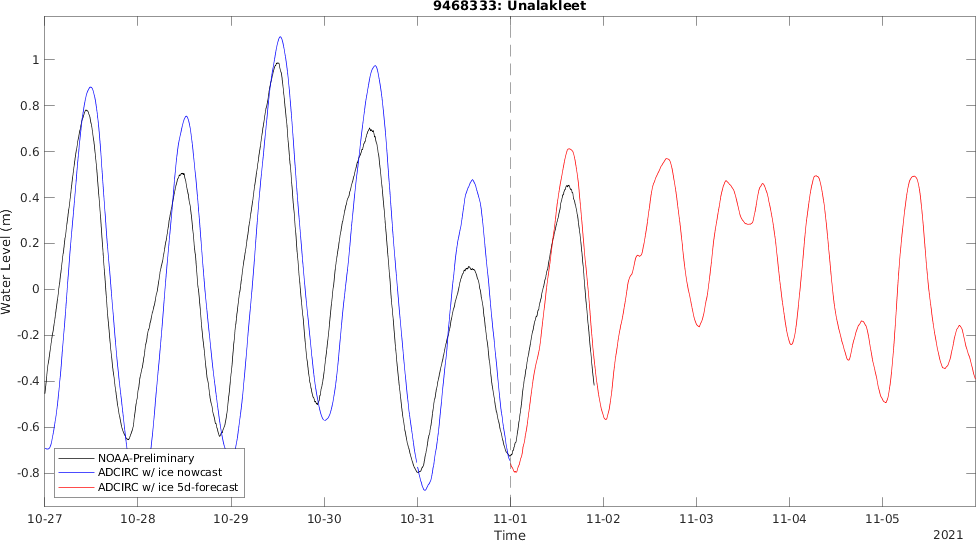 9468333: Unalakleet
Water Level (m)
1
0.8
0.6
0.4
0.2
0
-0.2
-0.4
-0.6
-0.8
NOAA-Preliminary
ADCIRC w/ ice nowcast
ADCIRC w/ ice 5d-forecast
10-27 10-28 10-29 10-30 10-31 11-01 11-02 11-03 11-04 11-05
Time
2021